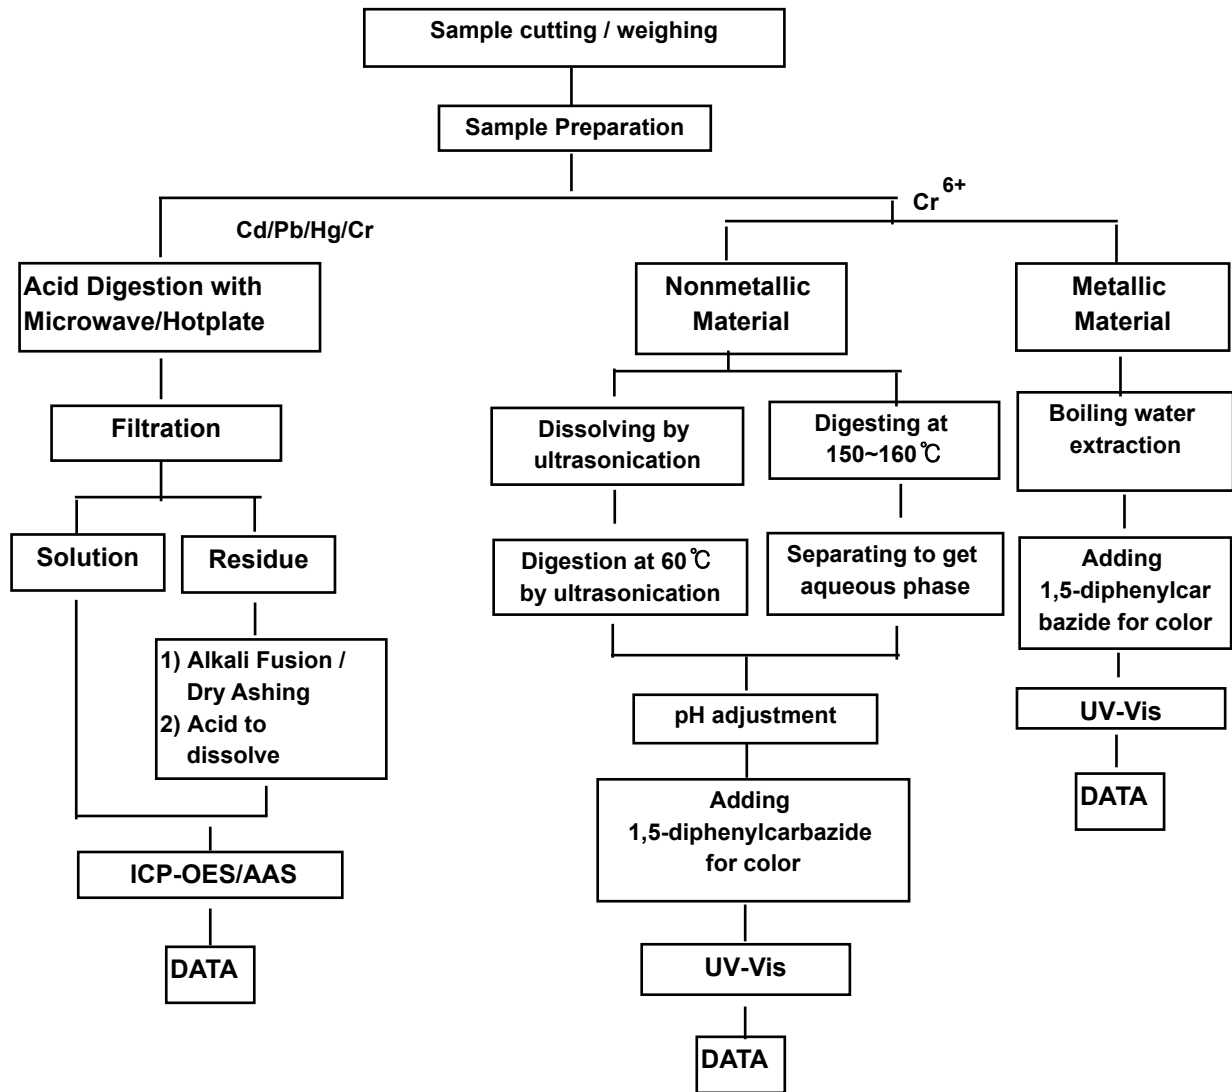 Sample cutting / weighing
Sample Preparation
Cr6+
Cd/Pb/Hg/Cr
Acid Digestion with
Microwave/Hotplate
Nonmetallic
Material
Metallic
Material
Filtration
Dissolving by
ultrasonication
Digesting at
150~160℃
Boiling water
extraction
Solution
Residue
Digestion at 60℃
by ultrasonication
Separating to get
aqueous phase
Adding
1,5-diphenylcar
bazide for color
1) Alkali Fusion /
Dry Ashing
2) Acid to
dissolve
pH adjustment
UV-Vis
Adding
1,5-diphenylcarbazide
for color
DATA
ICP-OES/AAS
DATA
UV-Vis
DATA